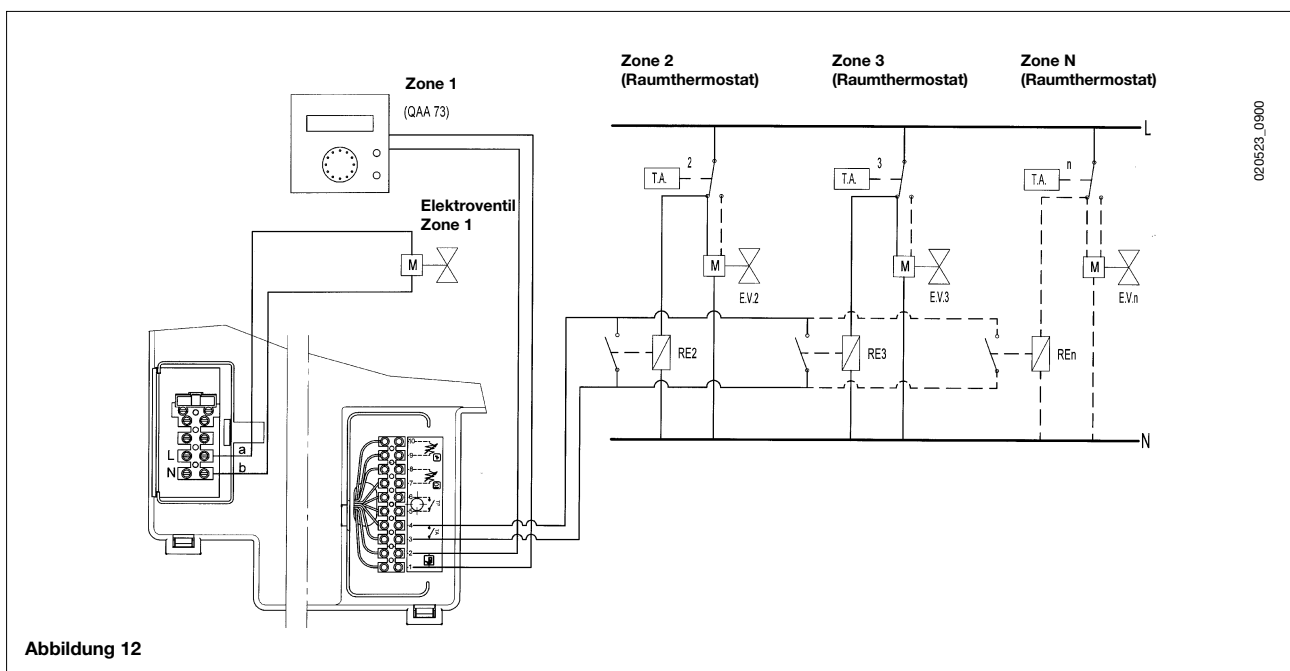 Zone 1
(QAA 73)
Zone 2
(Raumthermostat)
Zone 3
(Raumthermostat)
Zone N
(Raumthermostat)
L
020523_0900
2
T.A.
3
T.A.
n
T.A.
Elektroventil
Zone 1
M
M
M
M
E.V.2
E.V.3
E.V.n
RE2
RE3
REn
L
a
N
b
N
10
9
8
7
6
5
4
3
2
1
Abbildung 12